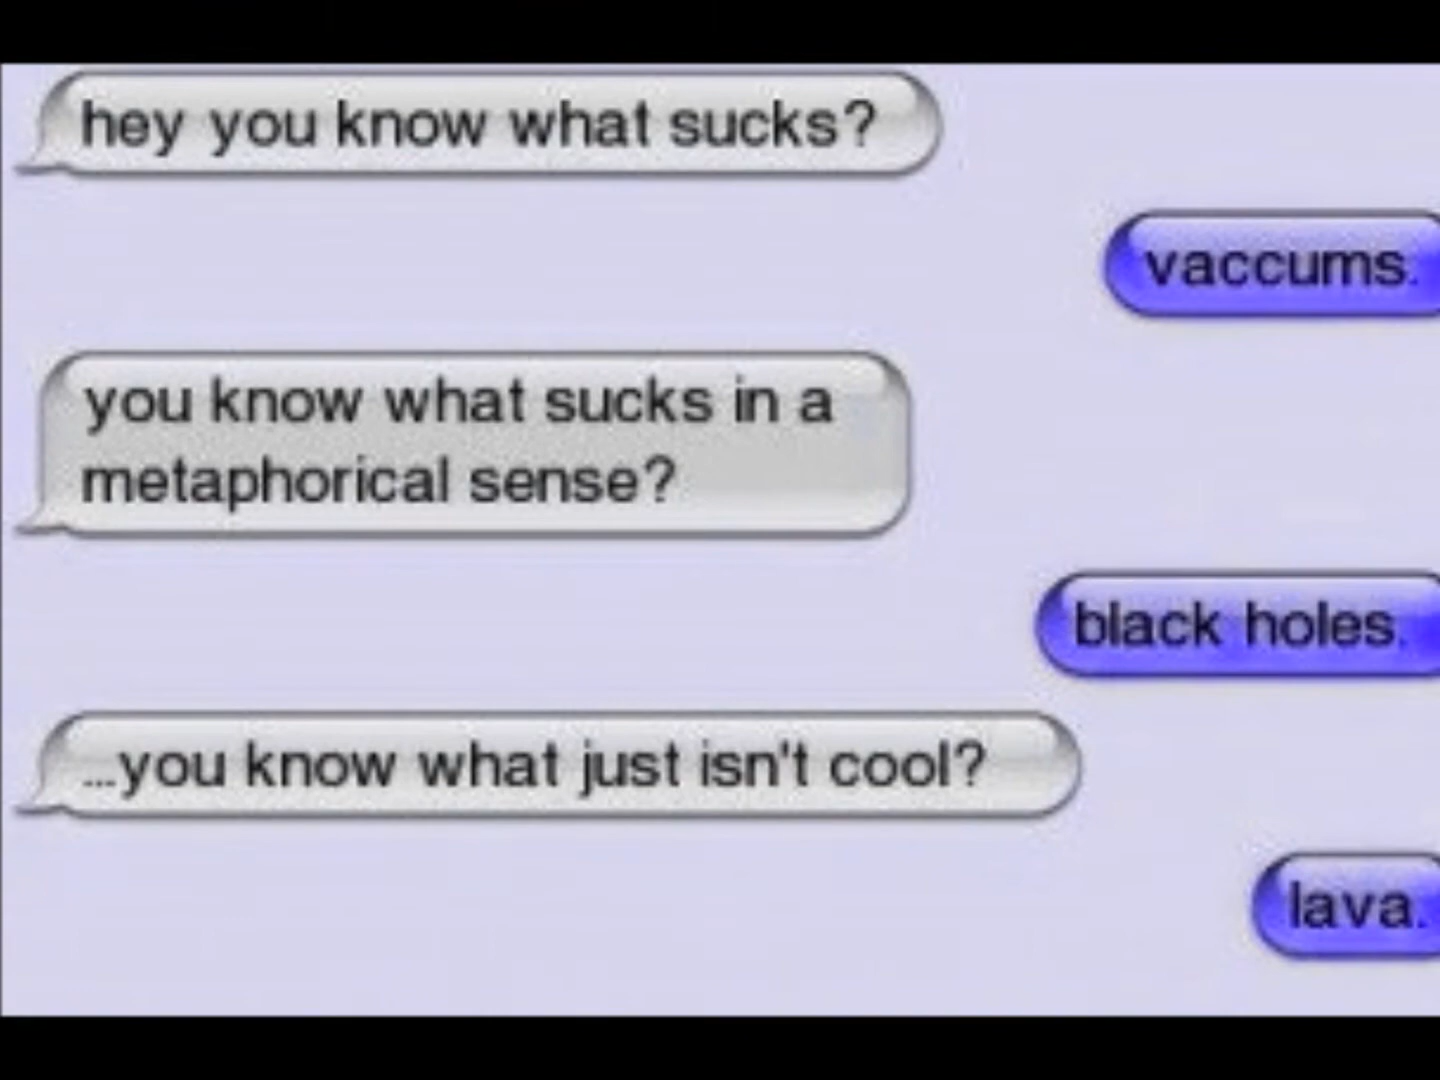 hey you know what sucks?
vaccums.
you know what sucks in a
metaphorical sense?
black holes.
...you know what just isn't cool?
lava.